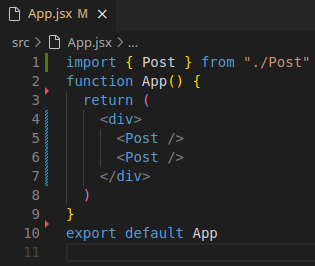 App.jsx M ×
src > App.jsx > ...
1 import { Post } from "./Post"
2 function App() {
3   return (
4     <div>
5       <Post />
6       <Post />
7     </div>
8   )
9 }
10 export default App
11